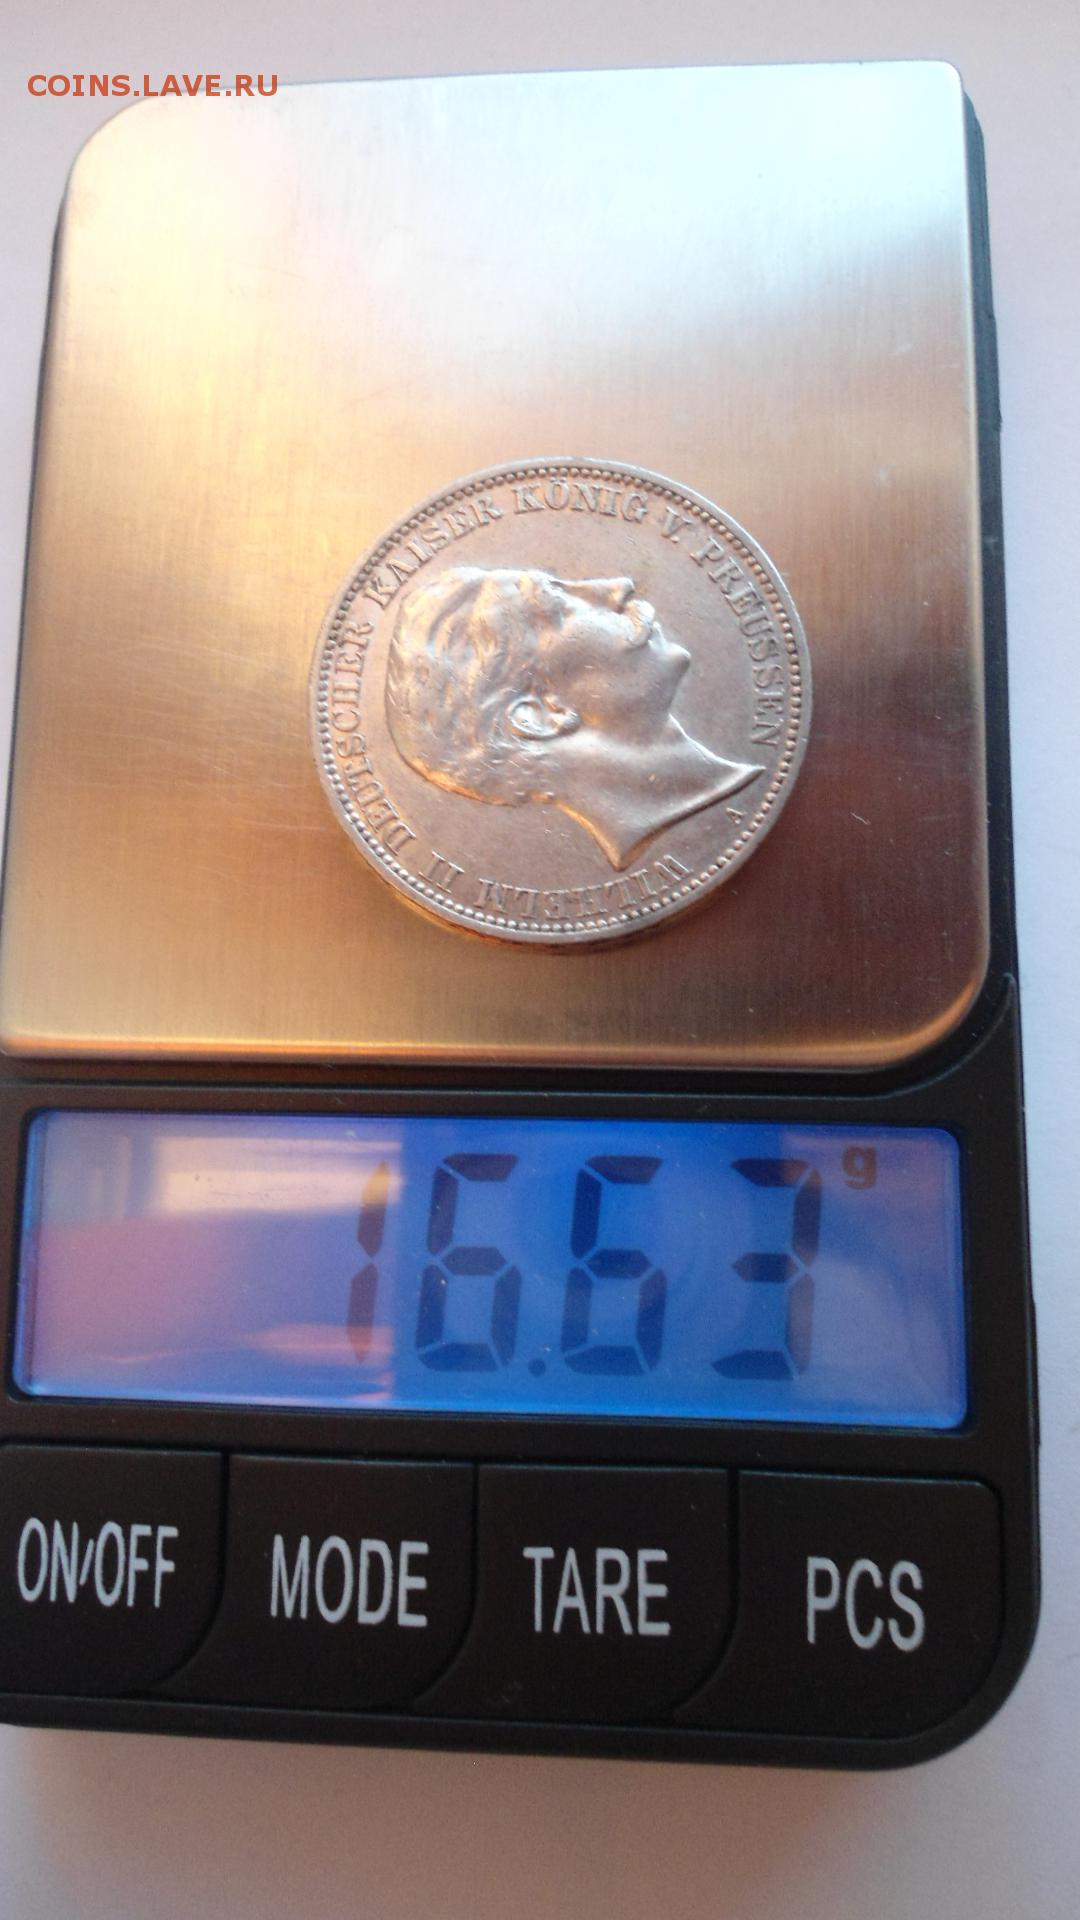 COINS.LAVE.RU
WILHELM II DEUTSCHER KAISER KÖNIG V. PREUSSEN
A
16.63 g
ON/OFF MODE TARE PCS